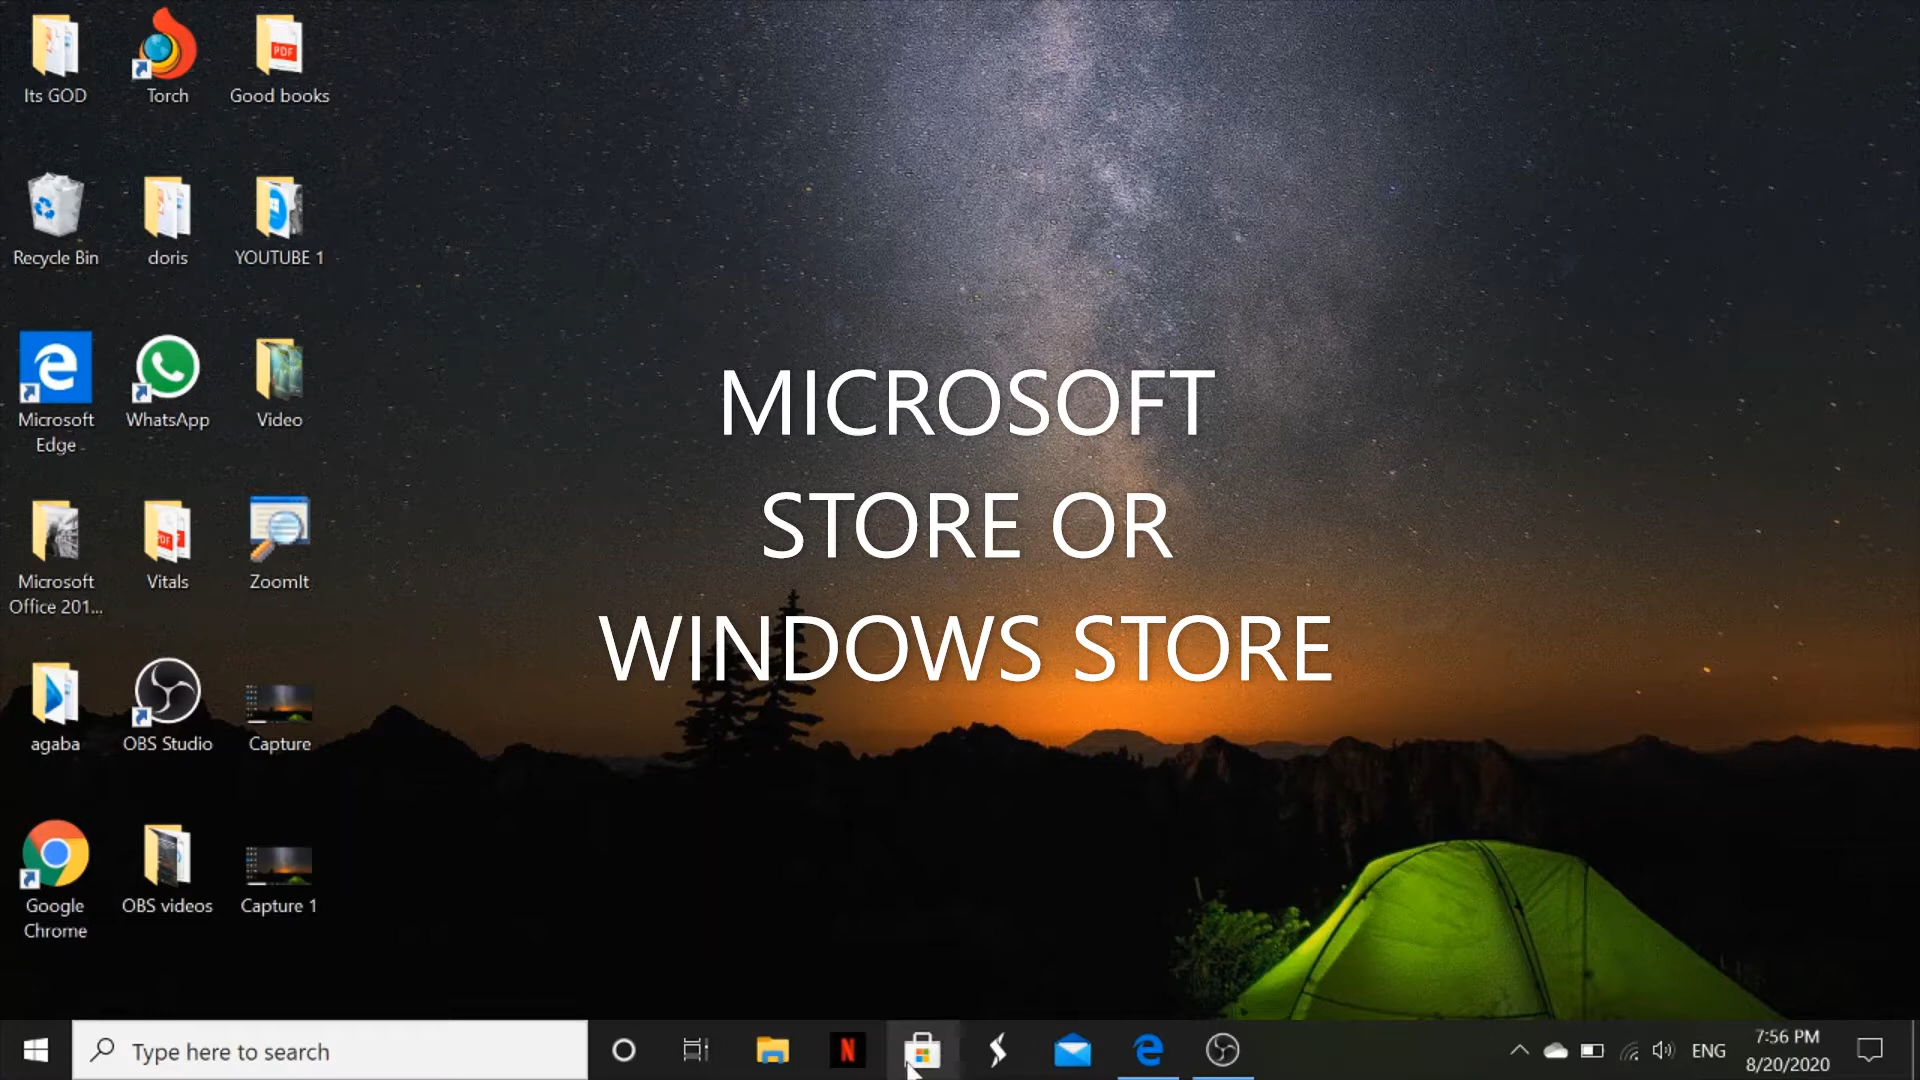 Its GOD
Torch
Good books
Recycle Bin
doris
YOUTUBE 1
Microsoft
Edge
WhatsApp
Video
Microsoft
Office 201...
Vitals
ZoomIt
agaba
OBS Studio
Capture
Google
Chrome
OBS videos
Capture 1
PDF
MICROSOFT
STORE OR
WINDOWS STORE
Type here to search
ENG
7:56 PM
8/20/2020